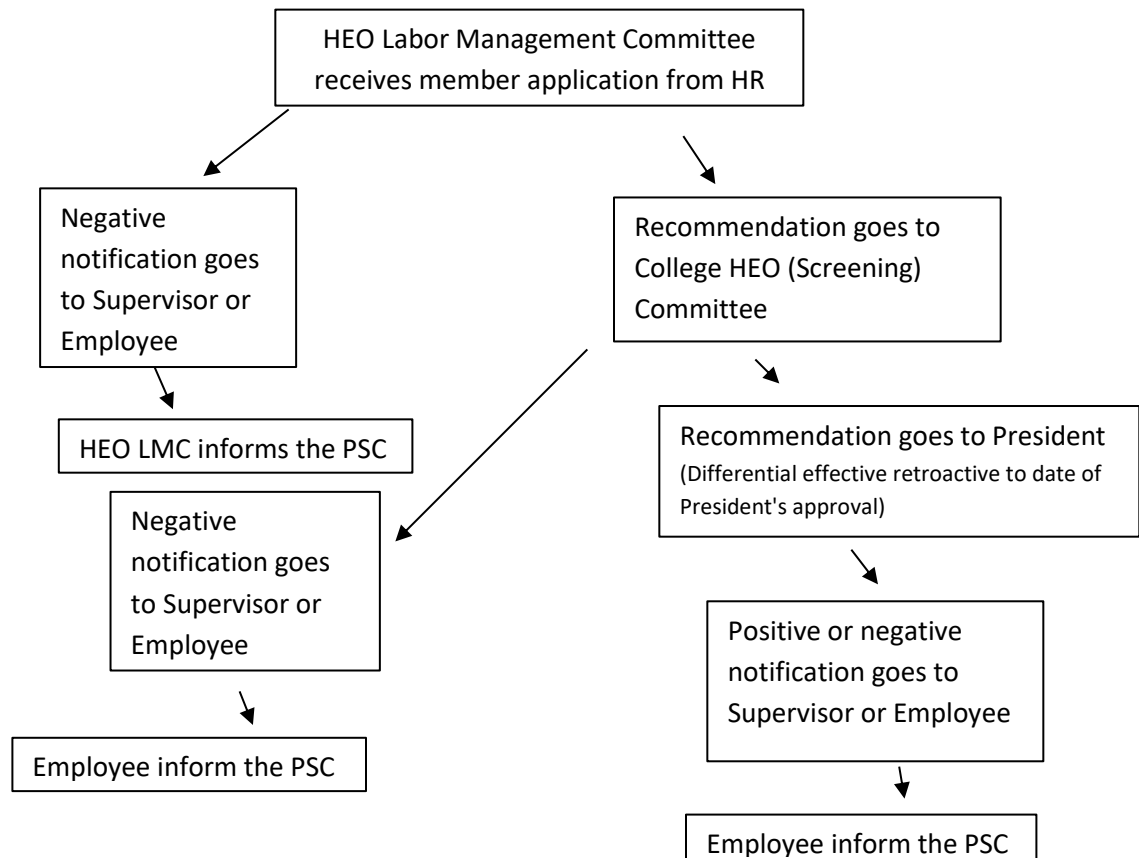 HEO Labor Management Committee
receives member application from HR
Negative
notification goes
to Supervisor or
Employee
Recommendation goes to
College HEO (Screening)
Committee
HEO LMC informs the PSC
Recommendation goes to President
(Differential effective retroactive to date of
President's approval)
Negative
notification goes
to Supervisor or
Employee
Positive or negative
notification goes to
Supervisor or Employee
Employee inform the PSC
Employee inform the PSC